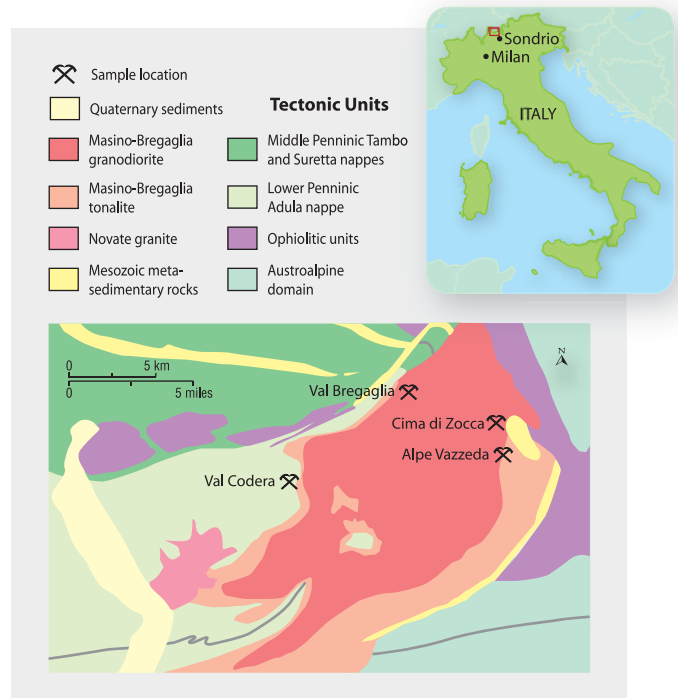 Sondrio
Milan
ITALY
Sample location
Quaternary sediments
Tectonic Units
Masino-Bregaglia
granodiorite
Masino-Bregaglia
tonalite
Novate granite
Mesozoic meta-
sedimentary rocks
Middle Penninic Tambo
and Suretta nappes
Lower Penninic
Adula nappe
Ophiolitic units
Austroalpine
domain
0
5 km
0
5 miles
N
Val Bregaglia
Cima di Zocca
Alpe Vazzeda
Val Codera